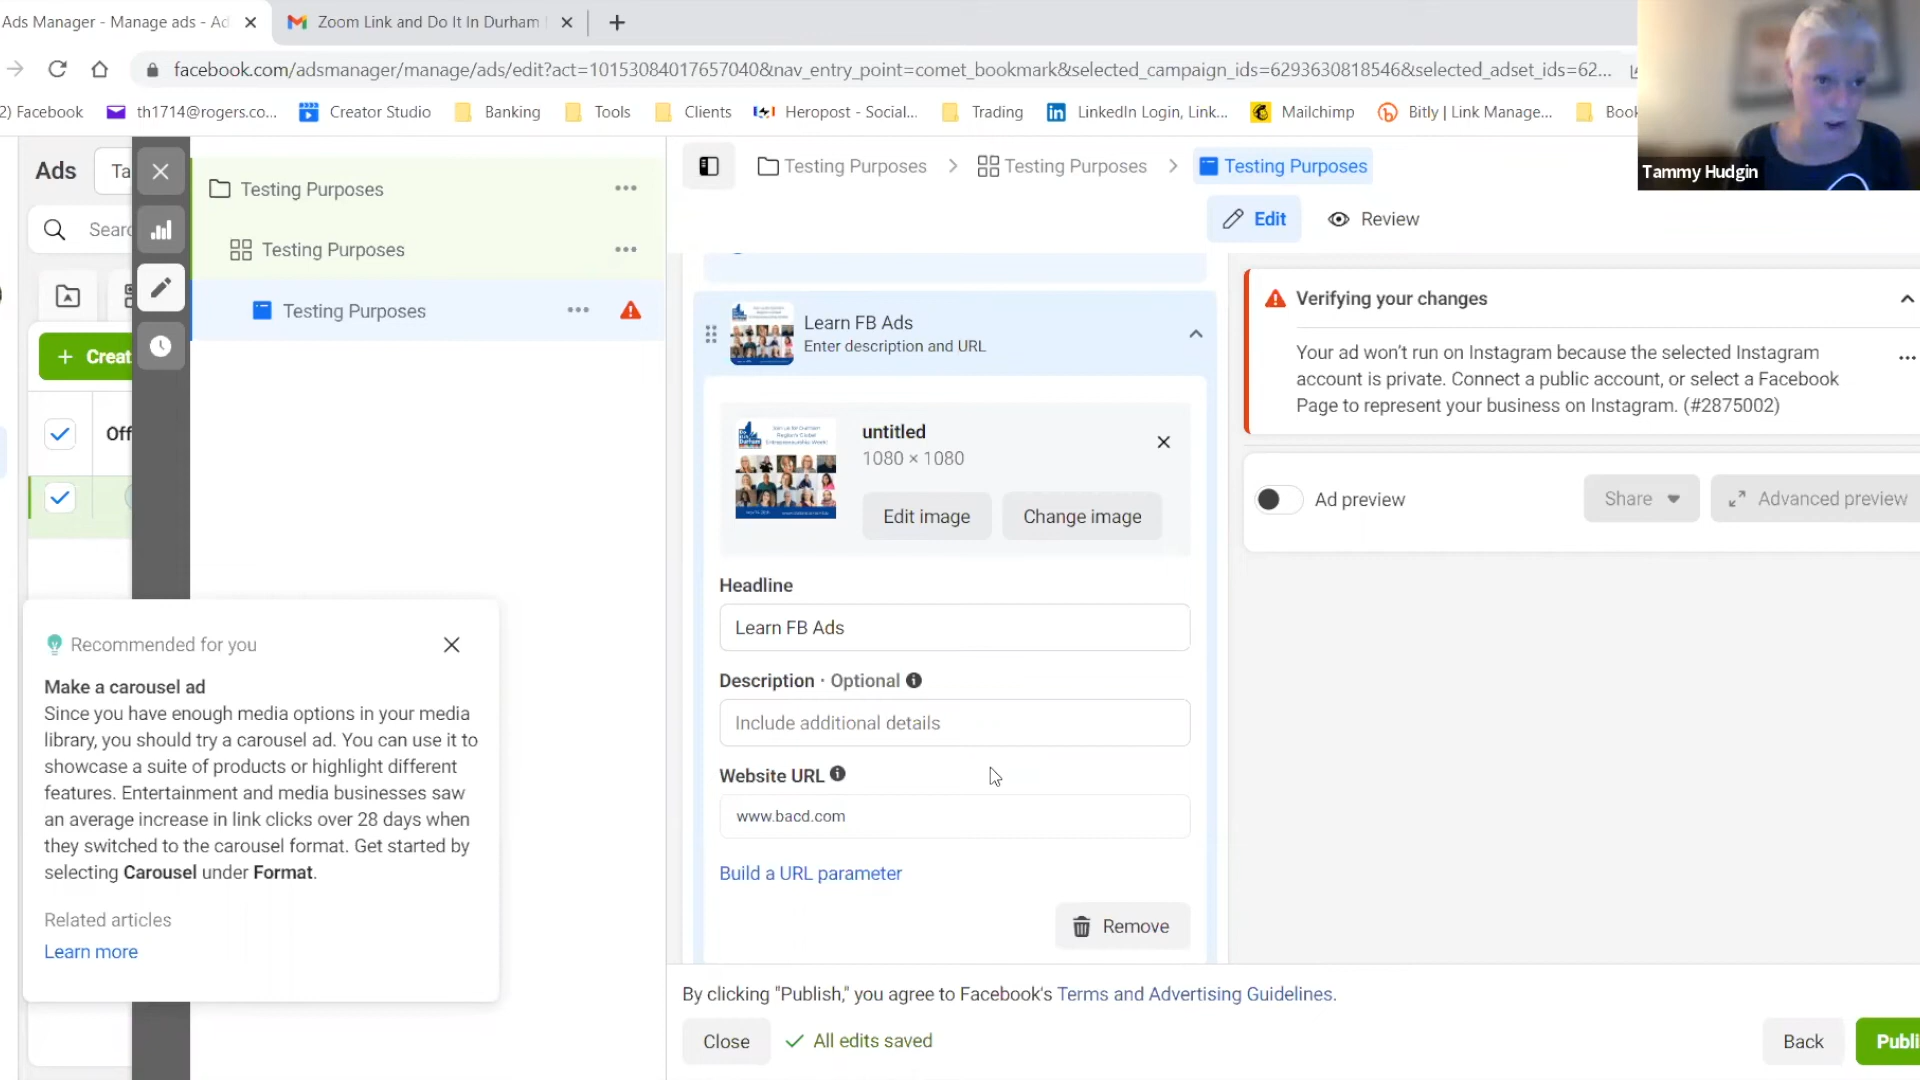 Ads Manager - Manage ads - Ad
Zoom Link and Do It In Durham
facebook.com/adsmanager/manage/ads/edit?act=10153084017657040&nav_entry_point=comet_bookmark&selected_campaign_ids=6293630818546&selected_adset_ids=62...
2) Facebook
th1714@rogers.co...
Creator Studio
Banking
Tools
Clients
Heropost - Social...
Trading
LinkedIn Login, Link...
Mailchimp
Bitly | Link Manage...
Book
Tammy Hudgin
Ads
Ta
Sear
+ Creat
Off
Testing Purposes
Testing Purposes
Testing Purposes
Testing Purposes > Testing Purposes > Testing Purposes
Edit
Review
Learn FB Ads
Enter description and URL
untitled
1080 × 1080
Edit image
Change image
Headline
Learn FB Ads
Description · Optional
Include additional details
Website URL
www.bacd.com
Build a URL parameter
Remove
Verifying your changes
Your ad won't run on Instagram because the selected Instagram
account is private. Connect a public account, or select a Facebook
Page to represent your business on Instagram. (#2875002)
Ad preview
Share
Advanced preview
Recommended for you
Make a carousel ad
Since you have enough media options in your media
library, you should try a carousel ad. You can use it to
showcase a suite of products or highlight different
features. Entertainment and media businesses saw
an average increase in link clicks over 28 days when
they switched to the carousel format. Get started by
selecting Carousel under Format.
Related articles
Learn more
By clicking "Publish," you agree to Facebook's Terms and Advertising Guidelines.
Close
All edits saved
Back
Publi